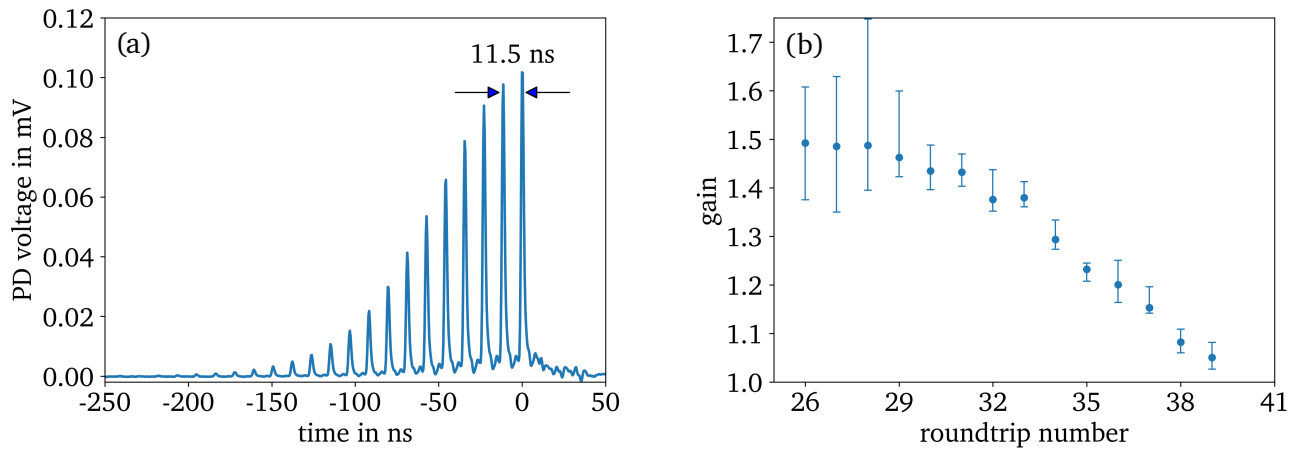 (a)
11.5 ns
PD voltage in mV
0.12
0.10
0.08
0.06
0.04
0.02
0.00
-250 -200 -150 -100 -50 0 50
time in ns
(b)
gain
1.7
1.6
1.5
1.4
1.3
1.2
1.1
1.0
26 29 32 35 38 41
roundtrip number